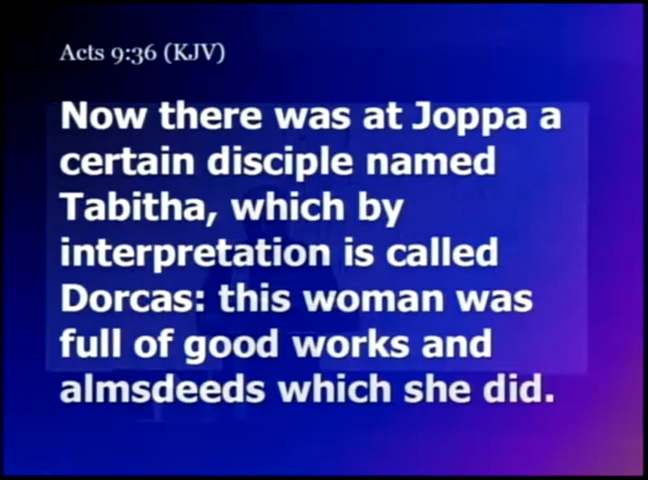 Acts 9:36 (KJV)
Now there was at Joppa a
certain disciple named
Tabitha, which by
interpretation is called
Dorcas: this woman was
full of good works and
almsdeeds which she did.